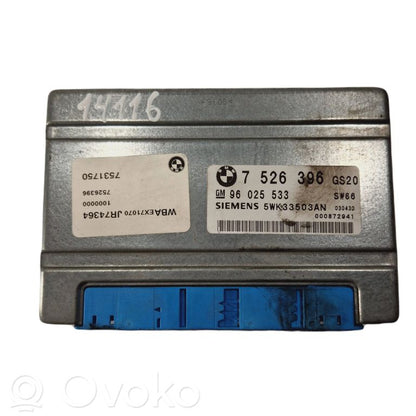 14116
7 526 396 GS20
GM 96 025 533 SW66
SIEMENS 5WK33503AN 030430
000872941
WBAEX71070 JR74364
1000000
7526396
7531750
© Ovoko